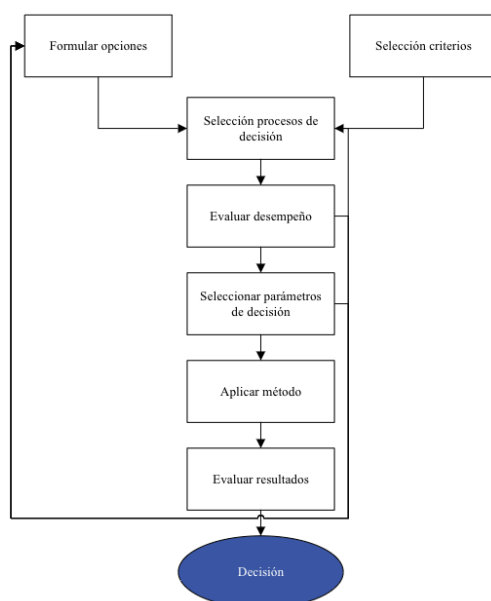 Formular opciones
Selección criterios
Selección procesos de
decisión
Evaluar desempeño
Seleccionar parámetros
de decisión
Aplicar método
Evaluar resultados
Decisión